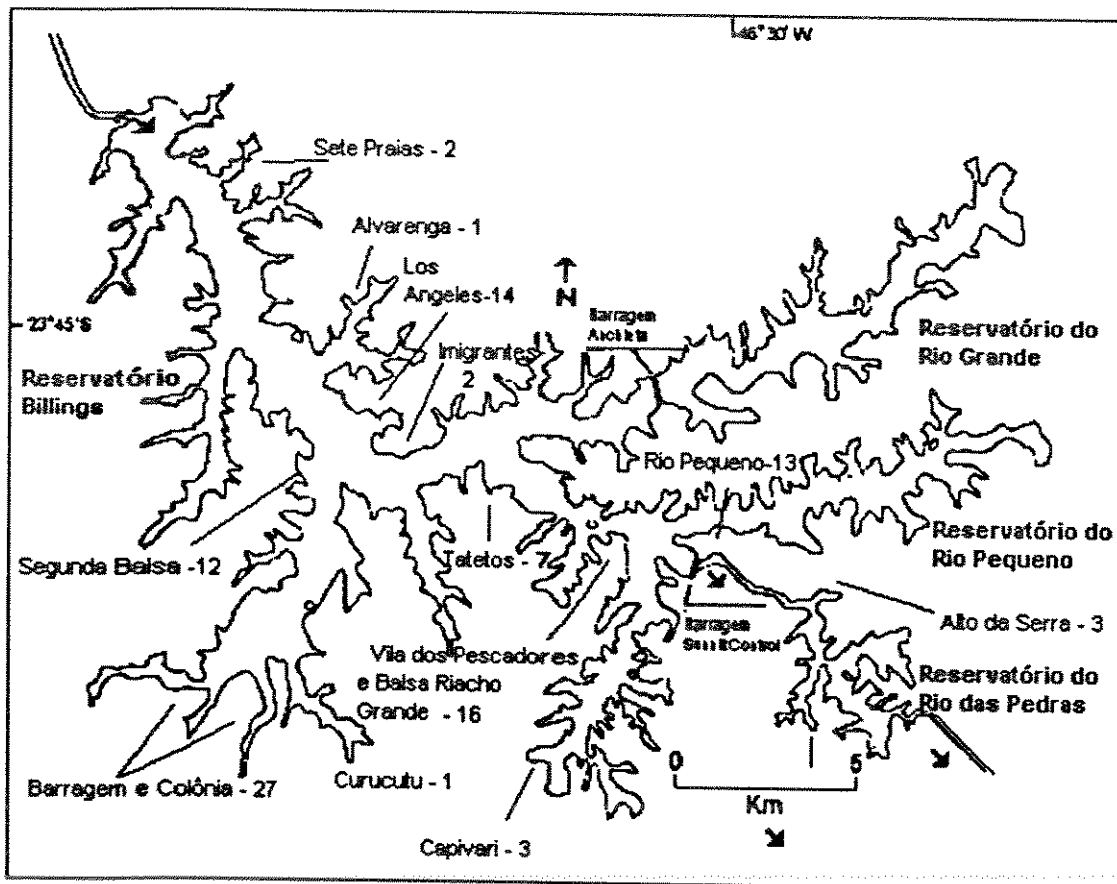 46°30' W
Sete Praias - 2
Alvarenga - 1
Los
Angeles-14
N
Barragem
Anchieta
23°45'S
Imigrantes
2
Reservatório do
Rio Grande
Reservatório
Billings
Rio Pequeno-13
Reservatório do
Rio Pequeno
Segunda Balsa -12
Tatetos - 7
Alto da Serra - 3
Barragem
Vila dos Pescadores
e Balsa Riacho
Grande - 16
Reservatório do
Rio das Pedras
Barragem e Colônia - 27
Curucutu - 1
0
5
Km
Capivari - 3